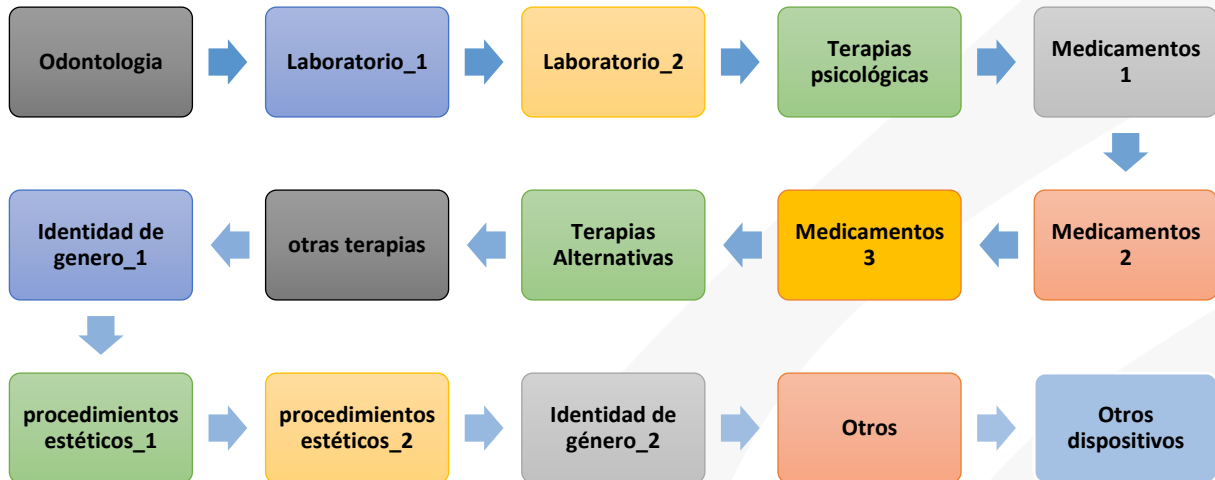 Odontologia
Laboratorio_1
Laboratorio_2
Terapias
psicológicas
Medicamentos
1
Medicamentos
2
Medicamentos
3
Terapias
Alternativas
otras terapias
Identidad de
genero_1
procedimientos
estéticos_1
procedimientos
estéticos_2
Identidad de
género_2
Otros
Otros
dispositivos